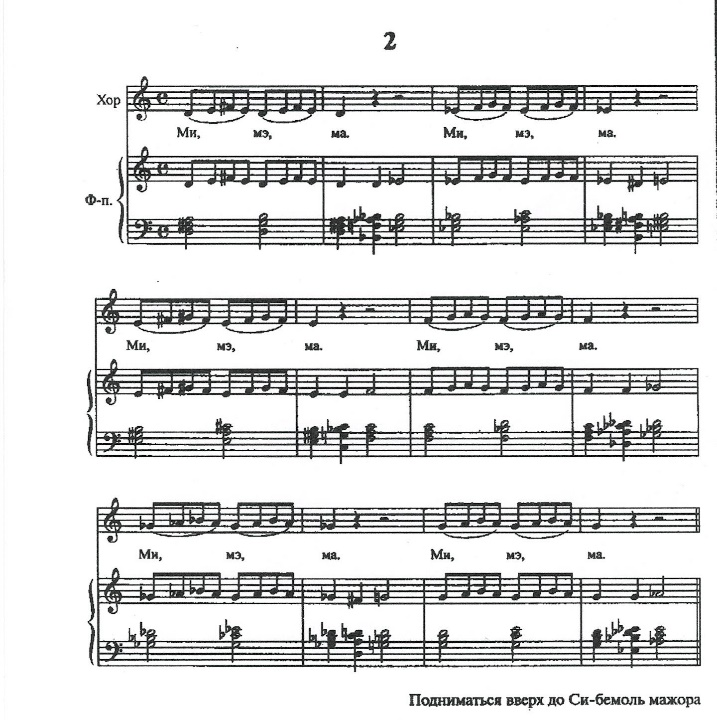 2
Хор
Ми, мэ, ма. Ми, мэ, ма.
Ф-п.
Ми, мэ, ма. Ми, мэ, ма.
Ми, мэ, ма. Ми, мэ, ма.
Подниматься вверх до Си-бемоль мажора